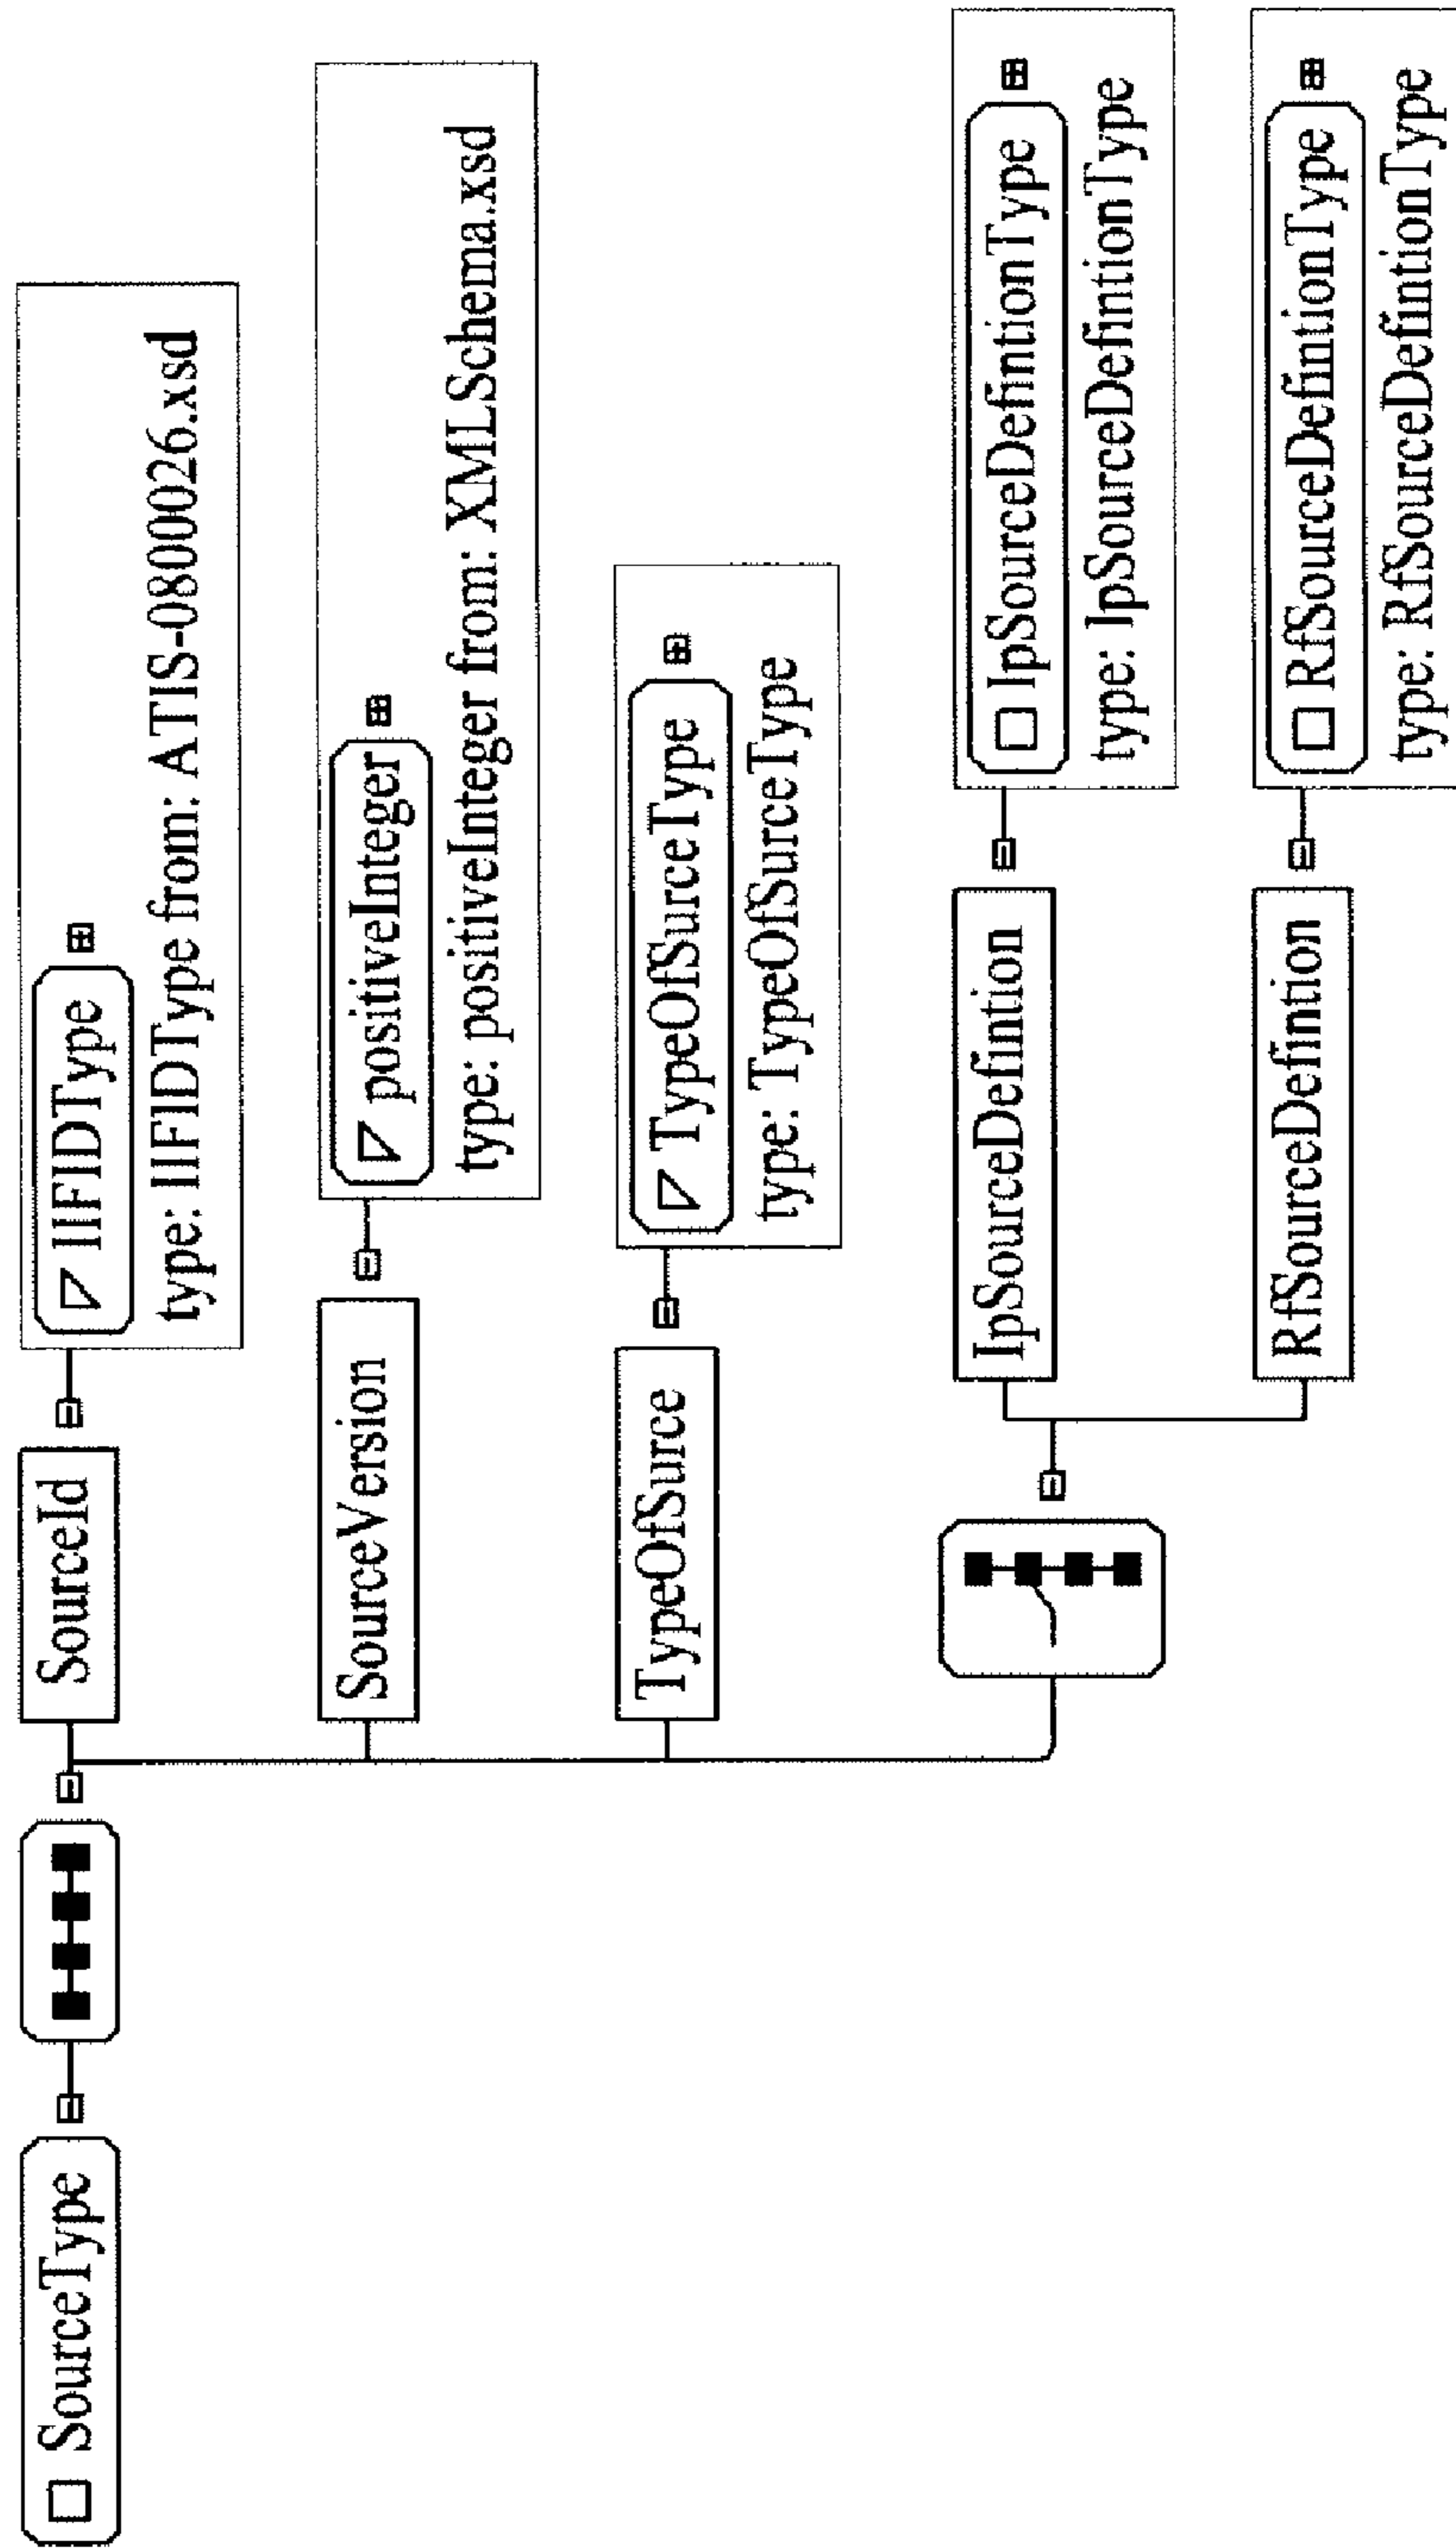 SourceType
SourceId
IIFIDType
type: IIFIDType from: ATIS-0800026.xsd
SourceVersion
positiveInteger
type: positiveInteger from: XMLSchema.xsd
TypeOfSurce
TypeOfSurceType
type: TypeOfSurceType
IpSourceDefintion
IpSourceDefintionType
type: IpSourceDefintionType
RfSourceDefintion
RfSourceDefintionType
type: RfSourceDefintionType